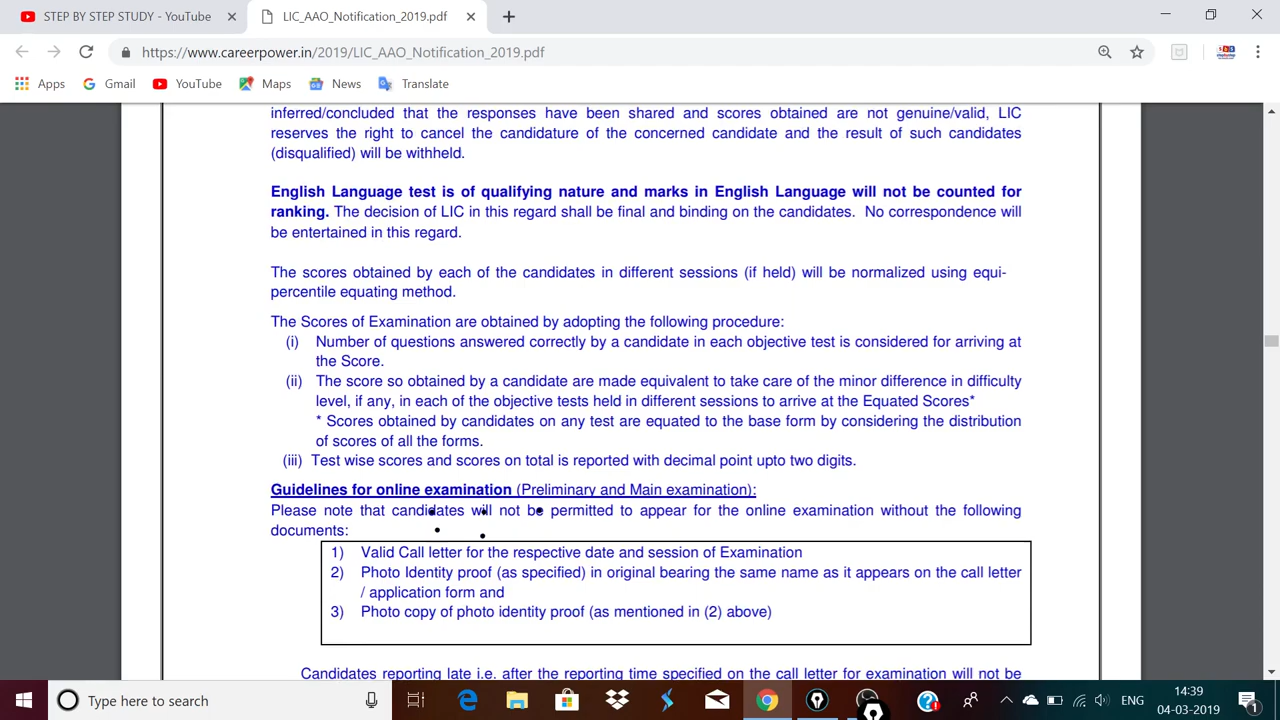 STEP BY STEP STUDY - YouTube
LIC_AAO_Notification_2019.pdf
https://www.careerpower.in/2019/LIC_AAO_Notification_2019.pdf
Apps Gmail YouTube Maps News Translate
inferred/concluded that the responses have been shared and scores obtained are not genuine/valid, LIC
reserves the right to cancel the candidature of the concerned candidate and the result of such candidates
(disqualified) will be withheld.
English Language test is of qualifying nature and marks in English Language will not be counted for
ranking. The decision of LIC in this regard shall be final and binding on the candidates. No correspondence will
be entertained in this regard.
The scores obtained by each of the candidates in different sessions (if held) will be normalized using equi-
percentile equating method.
The Scores of Examination are obtained by adopting the following procedure:
(i) Number of questions answered correctly by a candidate in each objective test is considered for arriving at
the Score.
(ii) The score so obtained by a candidate are made equivalent to take care of the minor difference in difficulty
level, if any, in each of the objective tests held in different sessions to arrive at the Equated Scores*
* Scores obtained by candidates on any test are equated to the base form by considering the distribution
of scores of all the forms.
(iii) Test wise scores and scores on total is reported with decimal point upto two digits.
Guidelines for online examination (Preliminary and Main examination):
Please note that candidates will not be permitted to appear for the online examination without the following
documents:
1) Valid Call letter for the respective date and session of Examination
2) Photo Identity proof (as specified) in original bearing the same name as it appears on the call letter
/ application form and
3) Photo copy of photo identity proof (as mentioned in (2) above)
Candidates reporting late i.e. after the reporting time specified on the call letter for examination will not be
Type here to search
ENG
14:39
04-03-2019
1